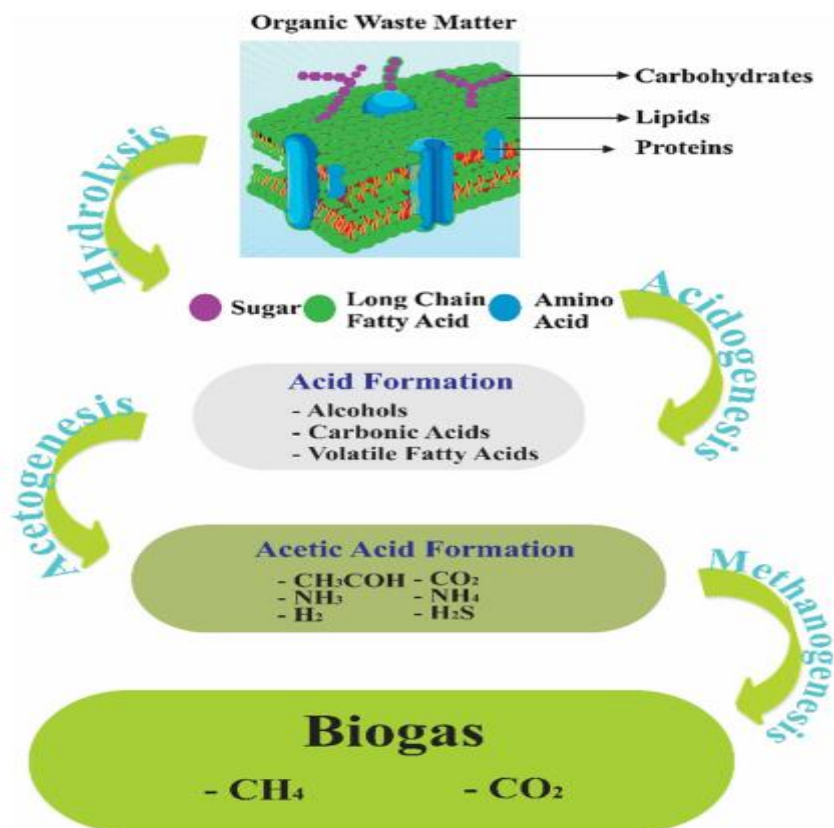 Organic Waste Matter
Carbohydrates
Lipids
Proteins
Hydrolysis
Sugar
Long Chain
Fatty Acid
Amino
Acid
Acidogenesis
Acid Formation
- Alcohols
- Carbonic Acids
- Volatile Fatty Acids
Acetogenesis
Acetic Acid Formation
- CH₃COH - CO₂
- NH₃ - NH₄
- H₂ - H₂S
Methanogenesis
Biogas
- CH₄ - CO₂